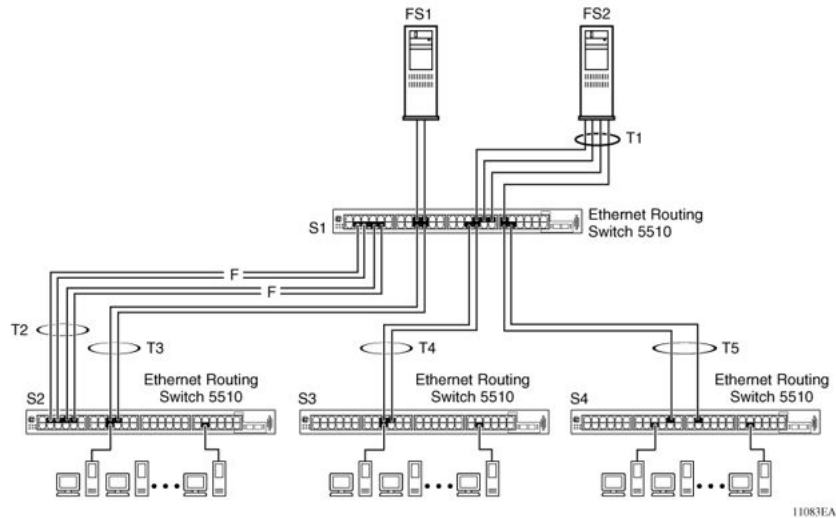 FS1
FS2
T1
S1
Ethernet Routing
Switch 5510
F
F
T2
T3
T4
T5
S2
Ethernet Routing
Switch 5510
S3
Ethernet Routing
Switch 5510
S4
Ethernet Routing
Switch 5510
11083EA